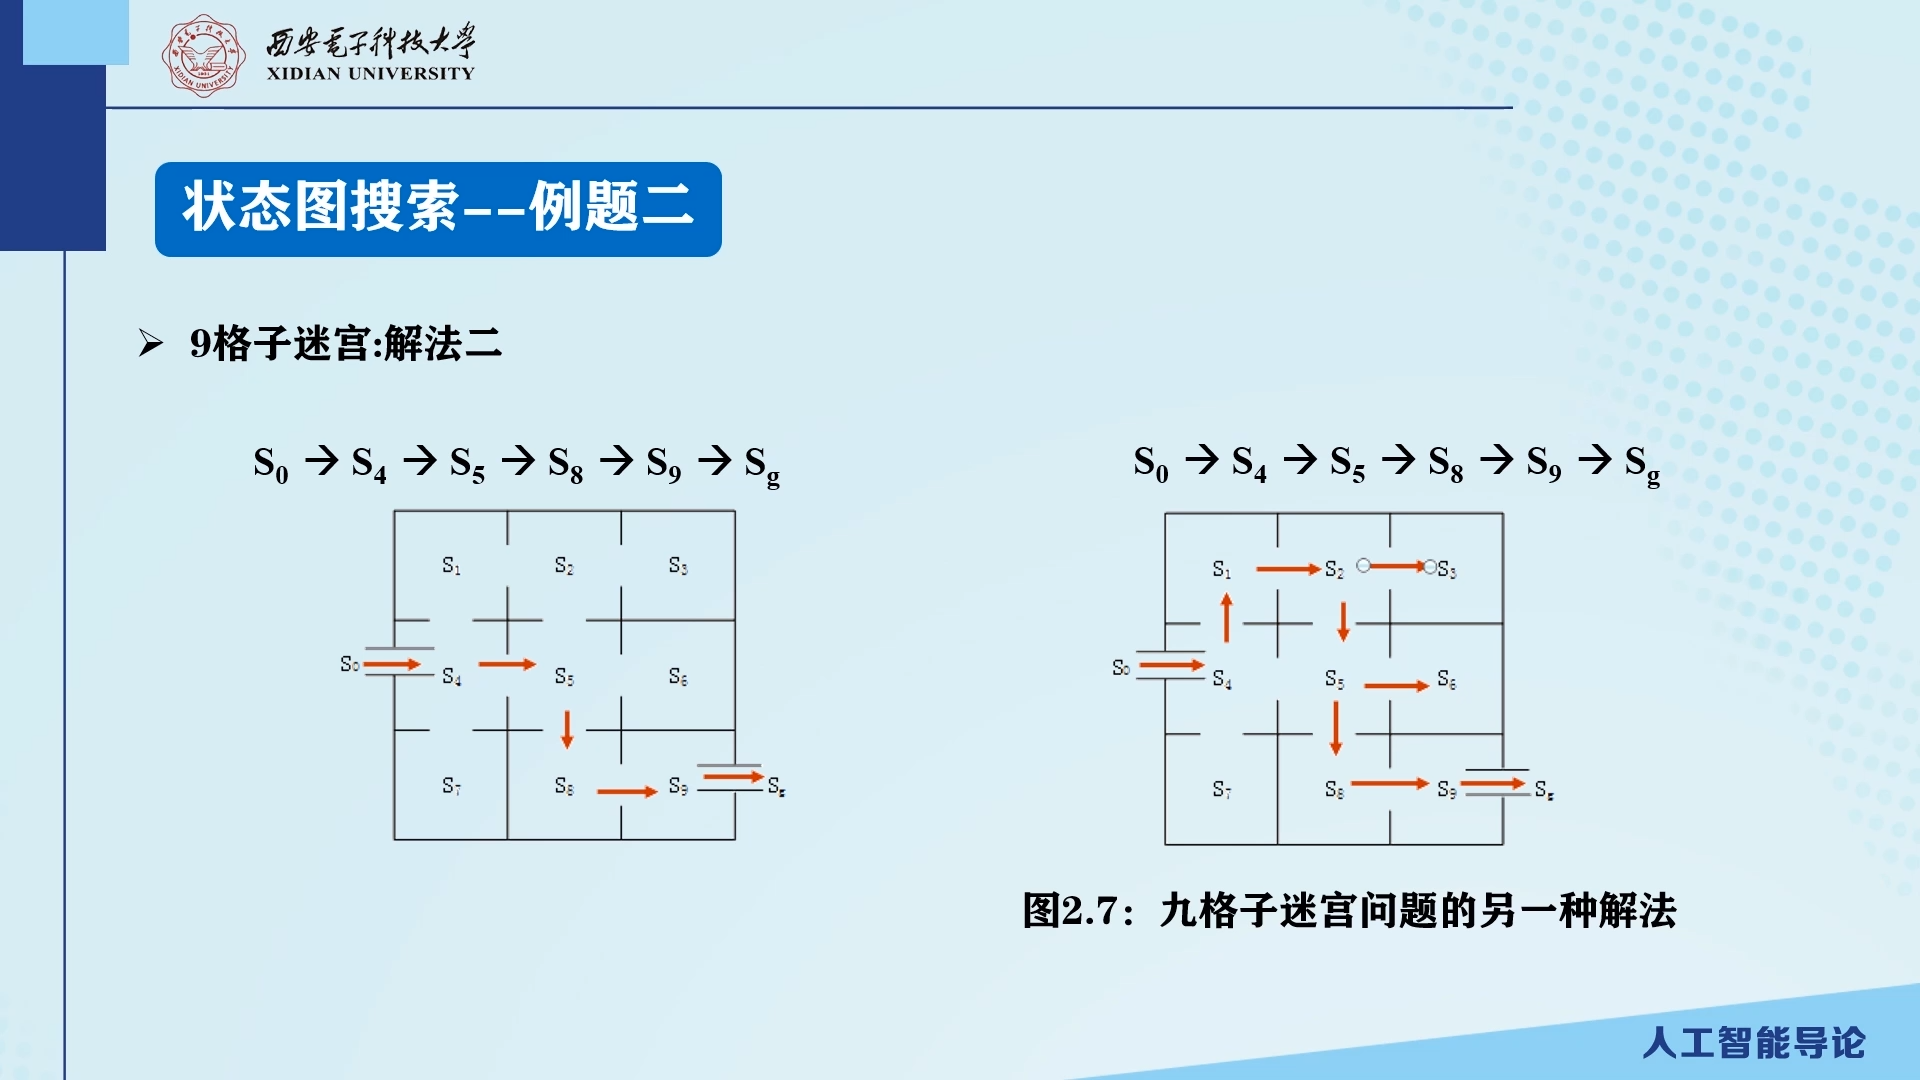 西安电子科技大学
XIDIAN UNIVERSITY
状态图搜索--例题二
➢ 9格子迷宫:解法二
S₀ → S₄ → S₅ → S₈ → S₉ → Sg
S₀ → S₄ → S₅ → S₈ → S₉ → Sg
S₁ S₂ S₃
S₀ S₄ S₅ S₆
S₇ S₈ S₉ Sg
S₁ S₂ S₃
S₀ S₄ S₅ S₆
S₇ S₈ S₉ Sg
图2.7：九格子迷宫问题的另一种解法
人工智能导论